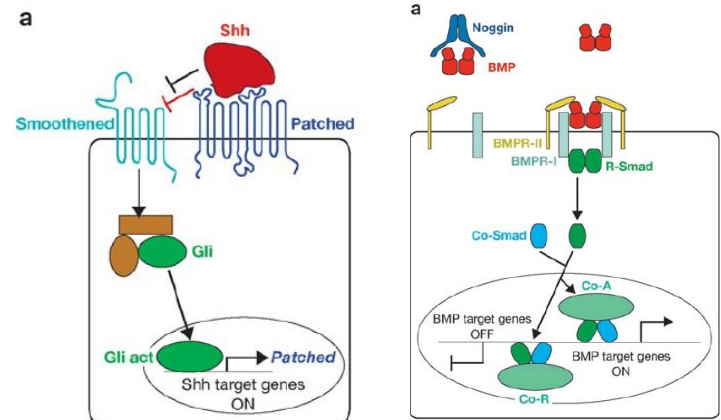 a
Shh
Smoothened
Patched
Gli
Gli act
Patched
Shh target genes
ON
a
Noggin
BMP
BMPR-II
BMPR-I
R-Smad
Co-Smad
Co-A
BMP target genes
OFF
BMP target genes
ON
Co-R